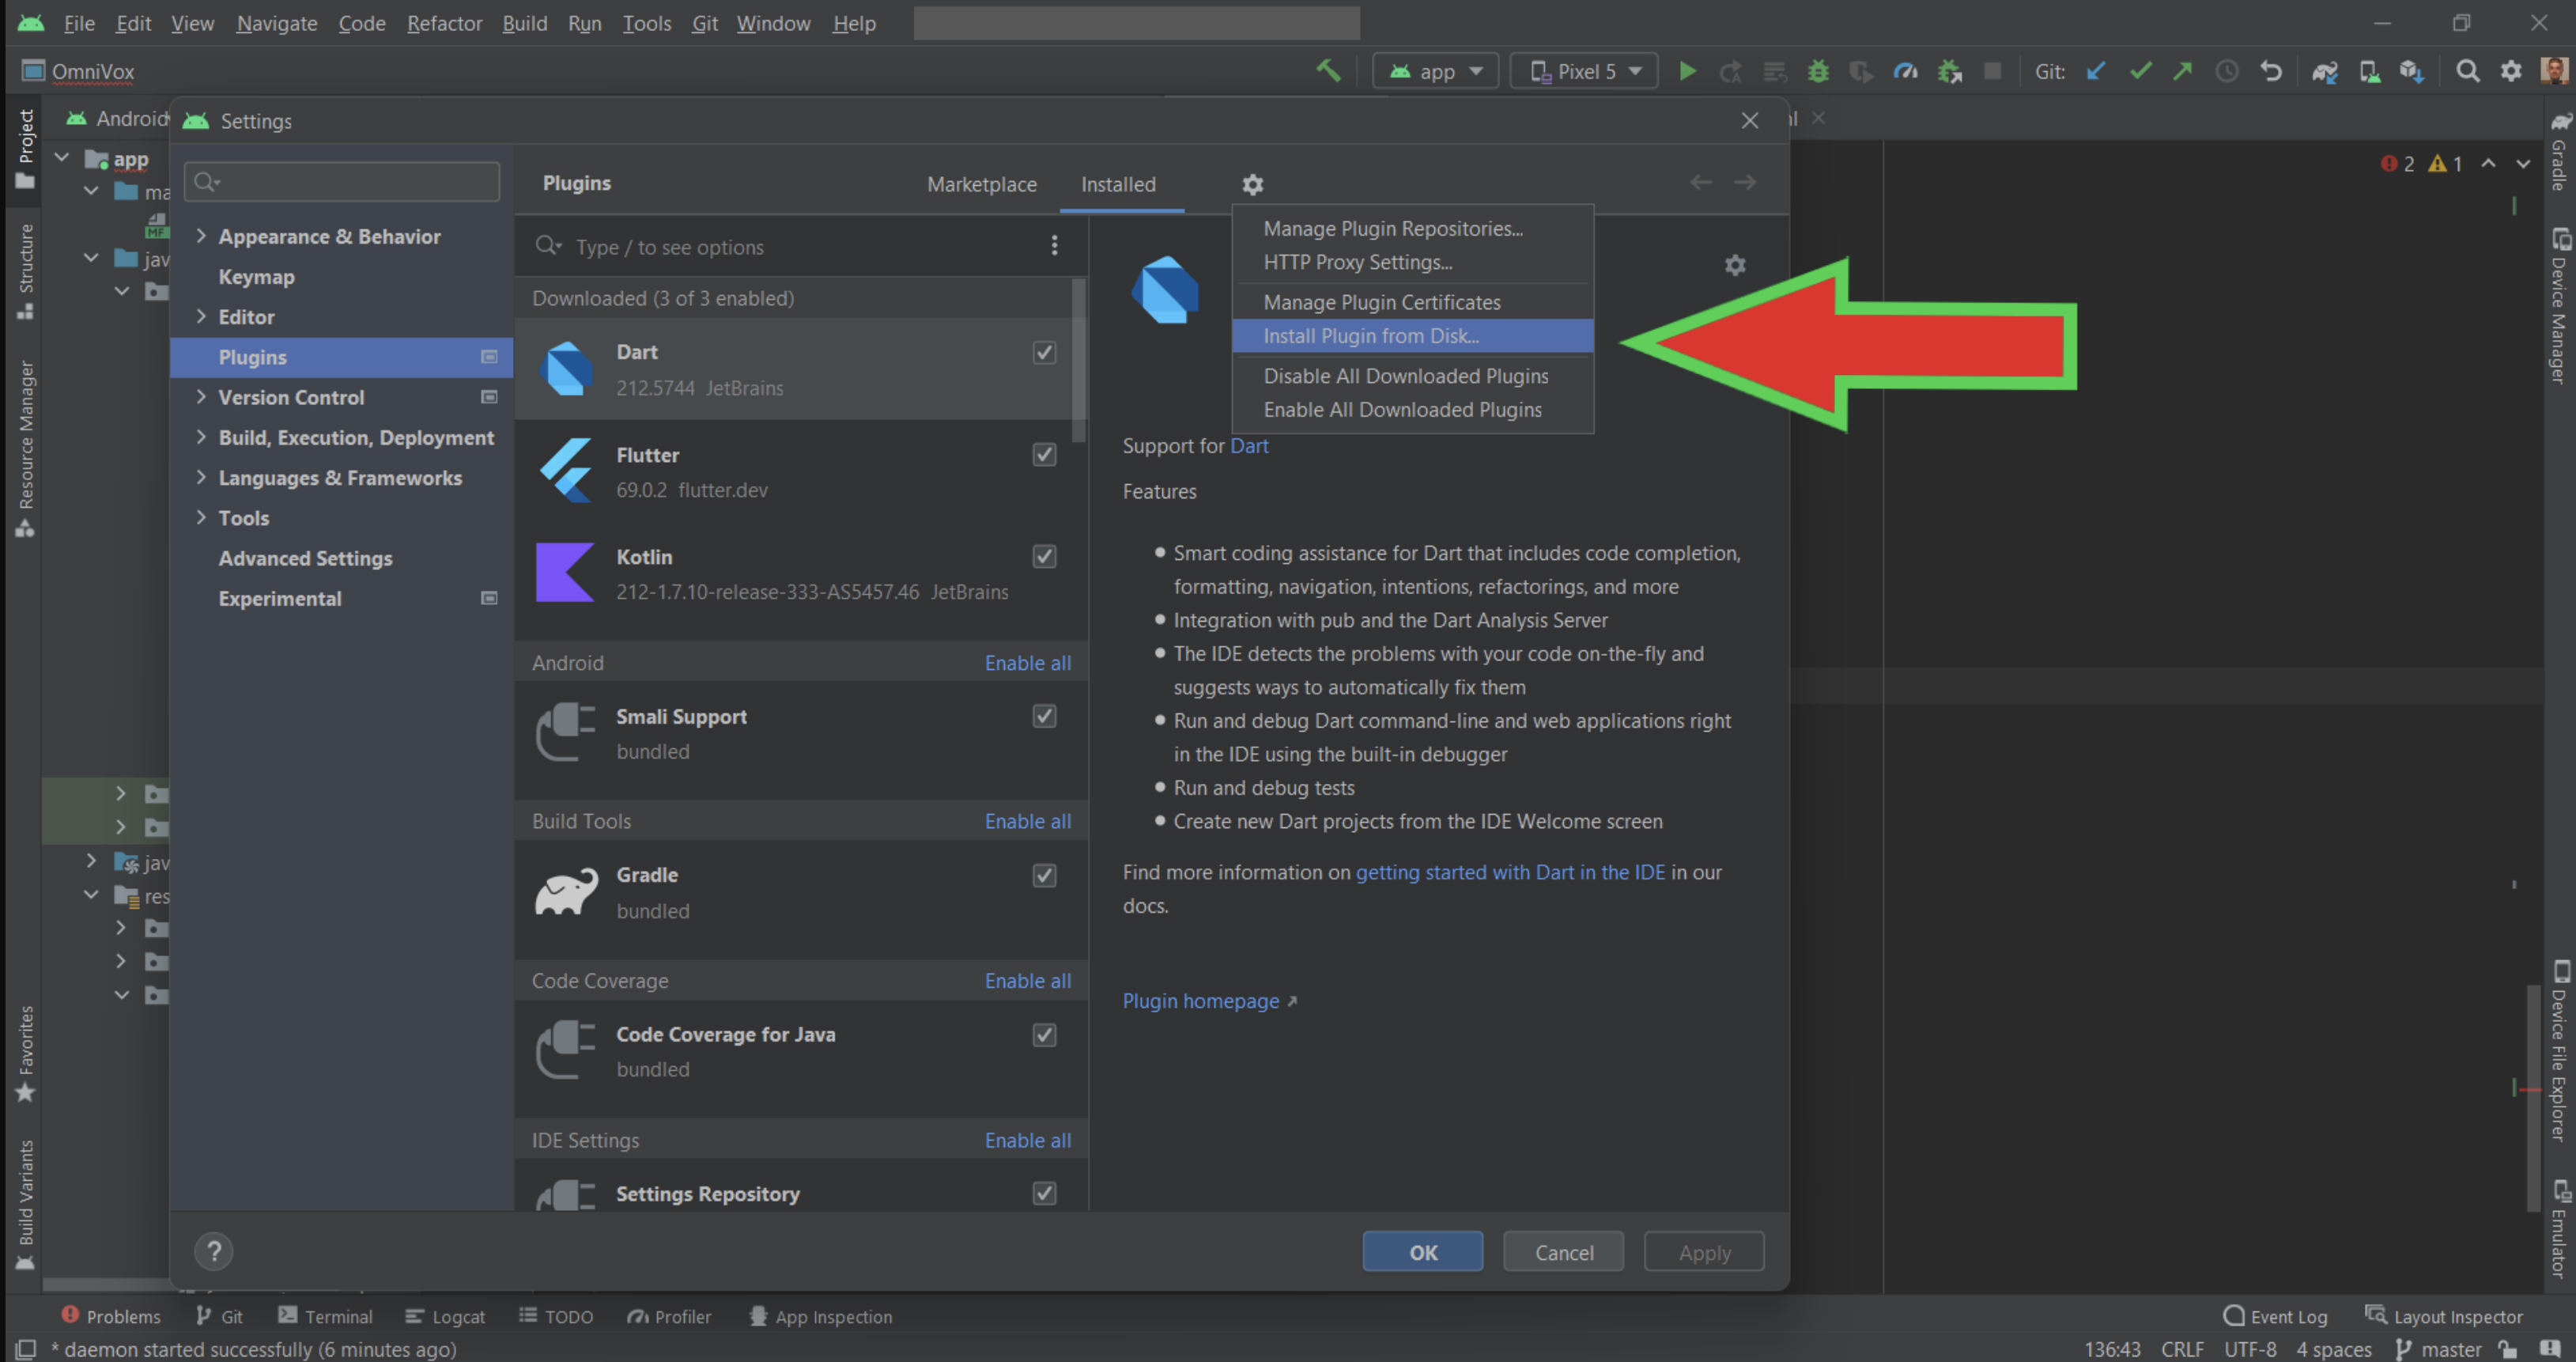 File Edit View Navigate Code Refactor Build Run Tools Git Window Help
OmniVox
app
Pixel 5
Git:
Project
Structure
Resource Manager
Favorites
Build Variants
Android
app
MF
jav
jav
res
Settings
Appearance & Behavior
Keymap
Editor
Plugins
Version Control
Build, Execution, Deployment
Languages & Frameworks
Tools
Advanced Settings
Experimental
Plugins
Marketplace
Installed
Type / to see options
Downloaded (3 of 3 enabled)
Dart
212.5744 JetBrains
Flutter
69.0.2 flutter.dev
Kotlin
212-1.7.10-release-333-AS5457.46 JetBrains
Android Enable all
Smali Support
bundled
Build Tools Enable all
Gradle
bundled
Code Coverage Enable all
Code Coverage for Java
bundled
IDE Settings Enable all
Settings Repository
Manage Plugin Repositories...
HTTP Proxy Settings...
Manage Plugin Certificates
Install Plugin from Disk...
Disable All Downloaded Plugins
Enable All Downloaded Plugins
Support for Dart
Features
Smart coding assistance for Dart that includes code completion,
formatting, navigation, intentions, refactorings, and more
Integration with pub and the Dart Analysis Server
The IDE detects the problems with your code on-the-fly and
suggests ways to automatically fix them
Run and debug Dart command-line and web applications right
in the IDE using the built-in debugger
Run and debug tests
Create new Dart projects from the IDE Welcome screen
Find more information on getting started with Dart in the IDE in our
docs.
Plugin homepage
? OK Cancel Apply
2 1
Gradle
Device Manager
Device File Explorer
Emulator
Problems Git Terminal Logcat TODO Profiler App Inspection Event Log Layout Inspector
* daemon started successfully (6 minutes ago) 136:43 CRLF UTF-8 4 spaces master